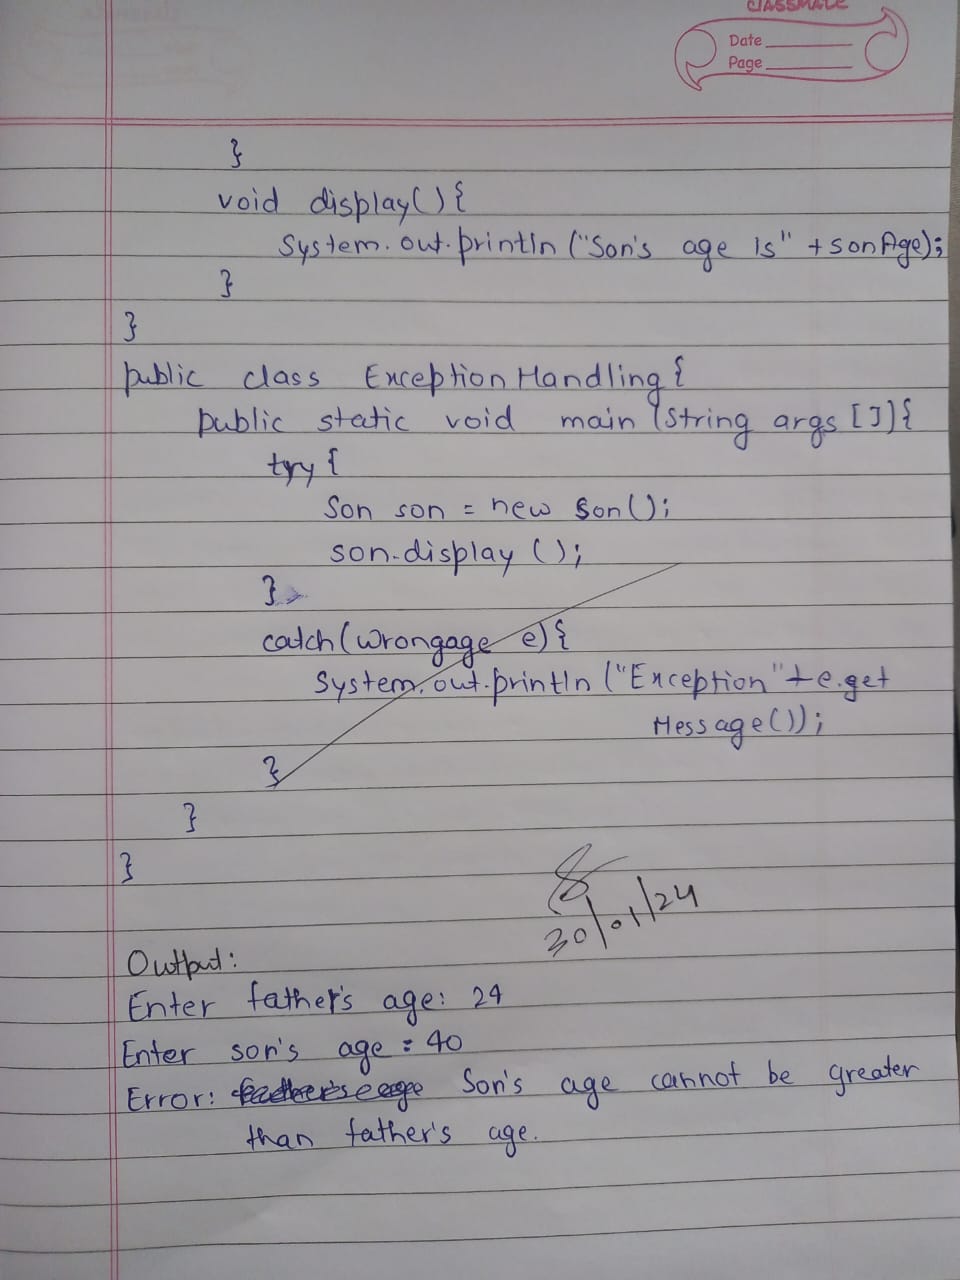 classmate
Date
Page
}
void display(){
System.out.println("Son's age is" +sonAge);
}
}
public class ExceptionHandling{
public static void main(String args[]){
try{
Son son = new Son();
son.display();
}
catch(wrongage e){
System.out.println("Exception"+e.get
Message());
}
}
}
30/01/24
Output:
Enter father's age: 24
Enter son's age: 40
Error: Son's age cannot be greater
than father's age.